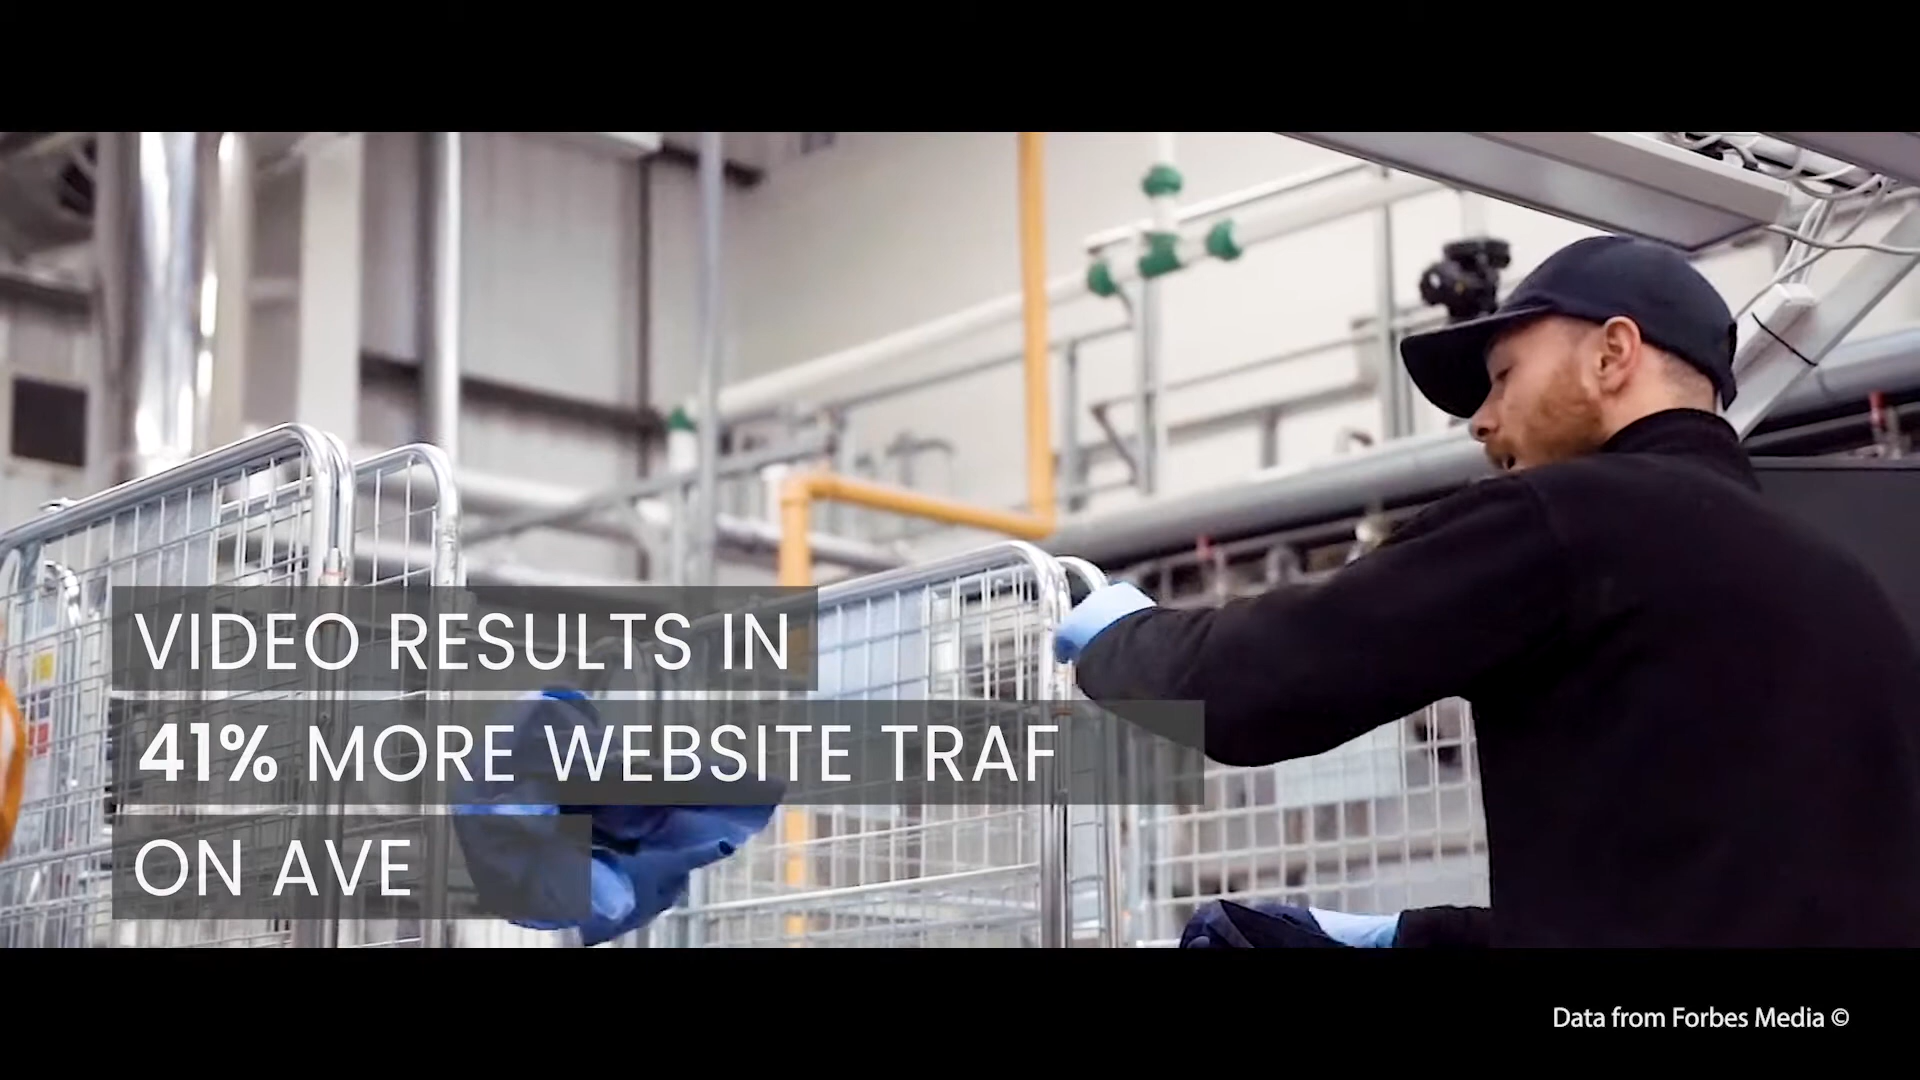 VIDEO RESULTS IN
41% MORE WEBSITE TRAF
ON AVE
Data from Forbes Media ©